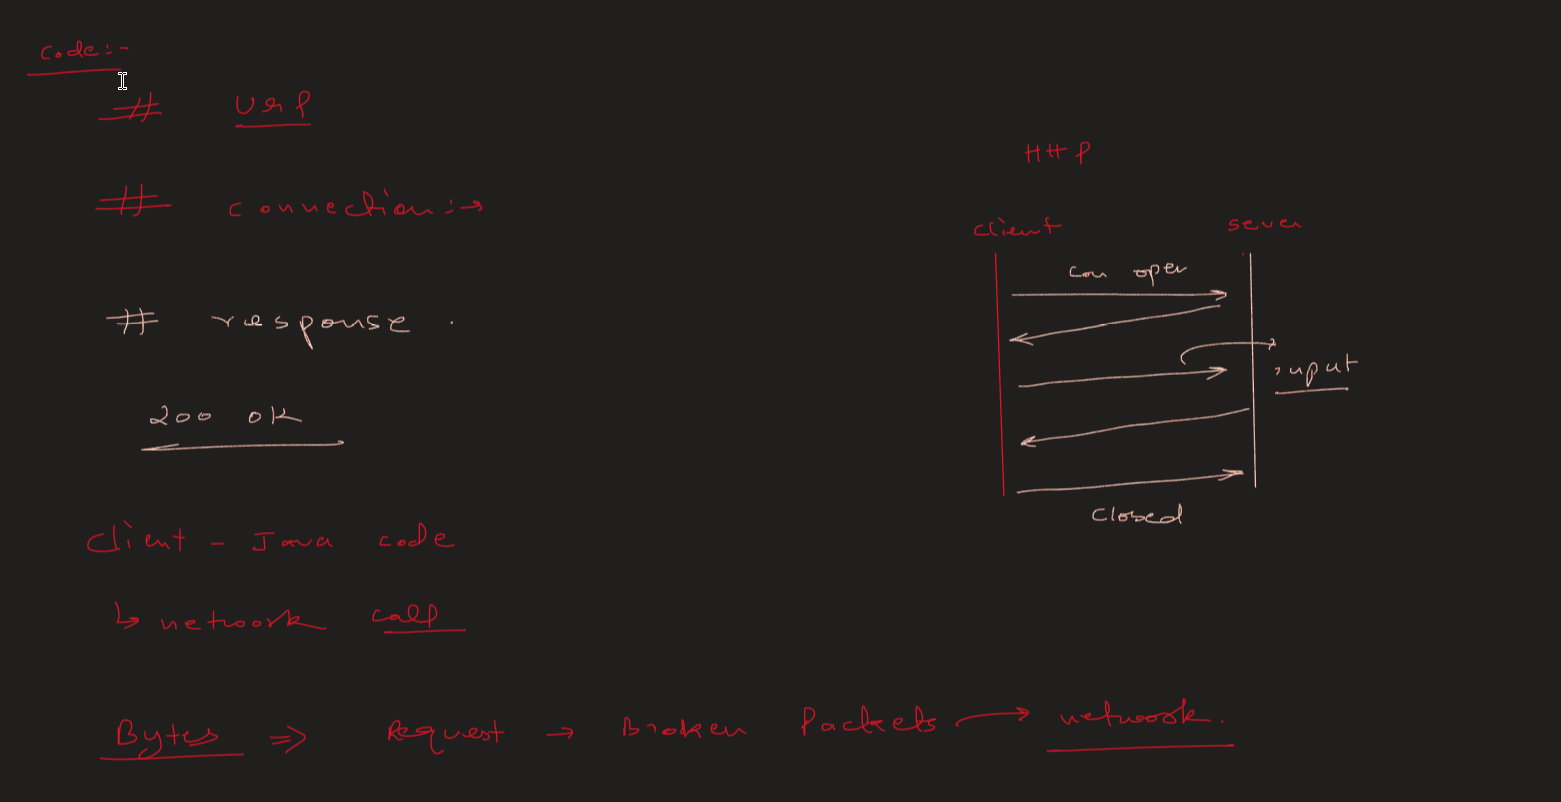 Code:-
# URL
# connection:→
# response.
200 OK
Client - Java code
↳ network call
Bytes ⇒ Request → Broken Packets → network.
HTTP
client server
con open
input
closed